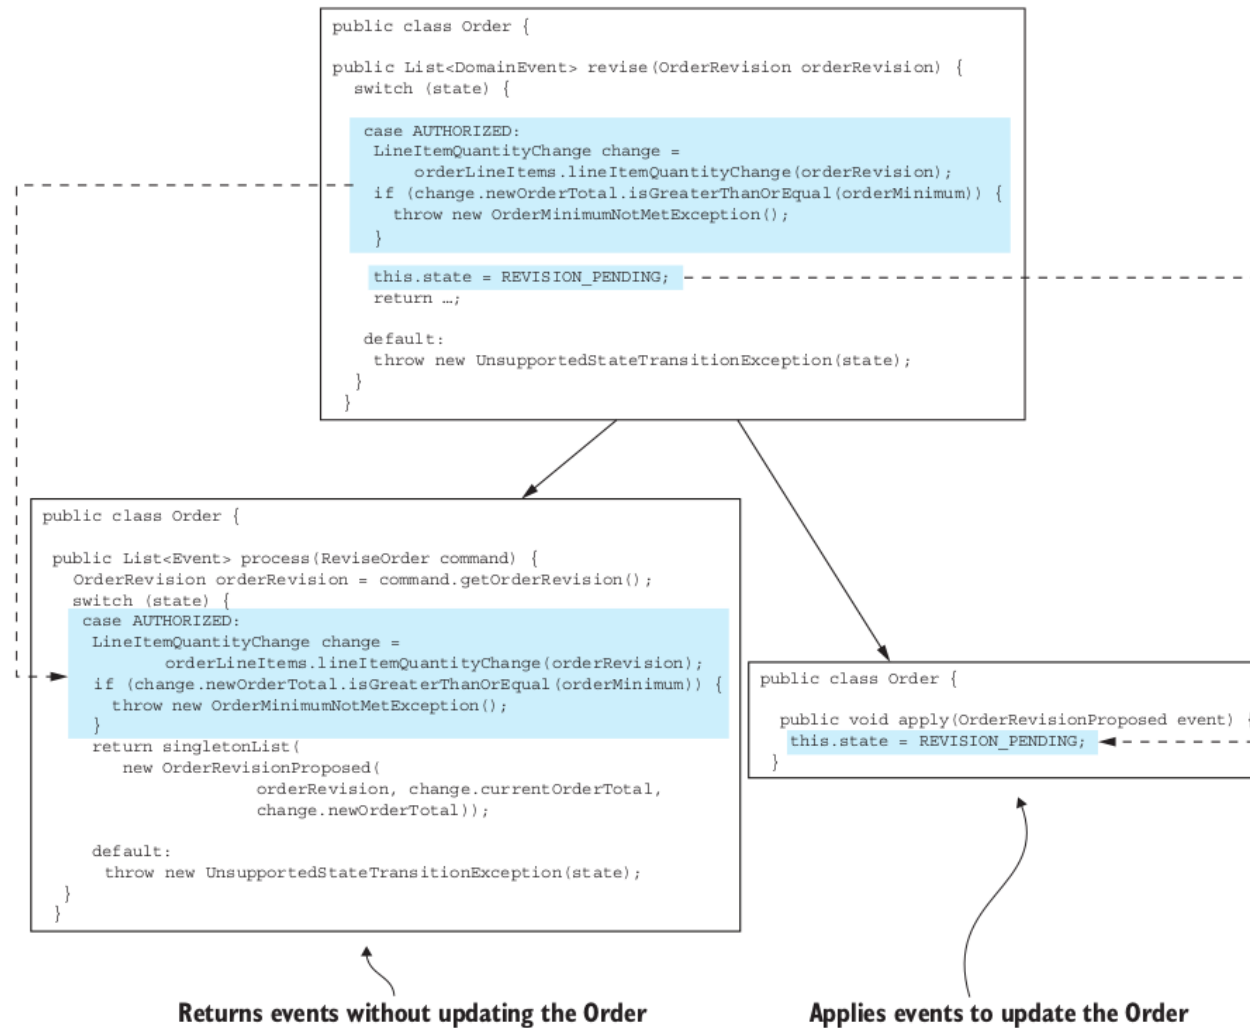 public class Order {
public List<DomainEvent> revise(OrderRevision orderRevision) {
switch (state) {
case AUTHORIZED:
LineItemQuantityChange change =
orderLineItems.lineItemQuantityChange(orderRevision);
if (change.newOrderTotal.isGreaterThanOrEqual(orderMinimum)) {
throw new OrderMinimumNotMetException();
}
this.state = REVISION_PENDING;
return …;
default:
throw new UnsupportedStateTransitionException(state);
}
}
public class Order {
public List<Event> process(ReviseOrder command) {
OrderRevision orderRevision = command.getOrderRevision();
switch (state) {
case AUTHORIZED:
LineItemQuantityChange change =
orderLineItems.lineItemQuantityChange(orderRevision);
if (change.newOrderTotal.isGreaterThanOrEqual(orderMinimum)) {
throw new OrderMinimumNotMetException();
}
return singletonList(
new OrderRevisionProposed(
orderRevision, change.currentOrderTotal,
change.newOrderTotal));
default:
throw new UnsupportedStateTransitionException(state);
}
}
public class Order {
public void apply(OrderRevisionProposed event) {
this.state = REVISION_PENDING;
}
Returns events without updating the Order
Applies events to update the Order